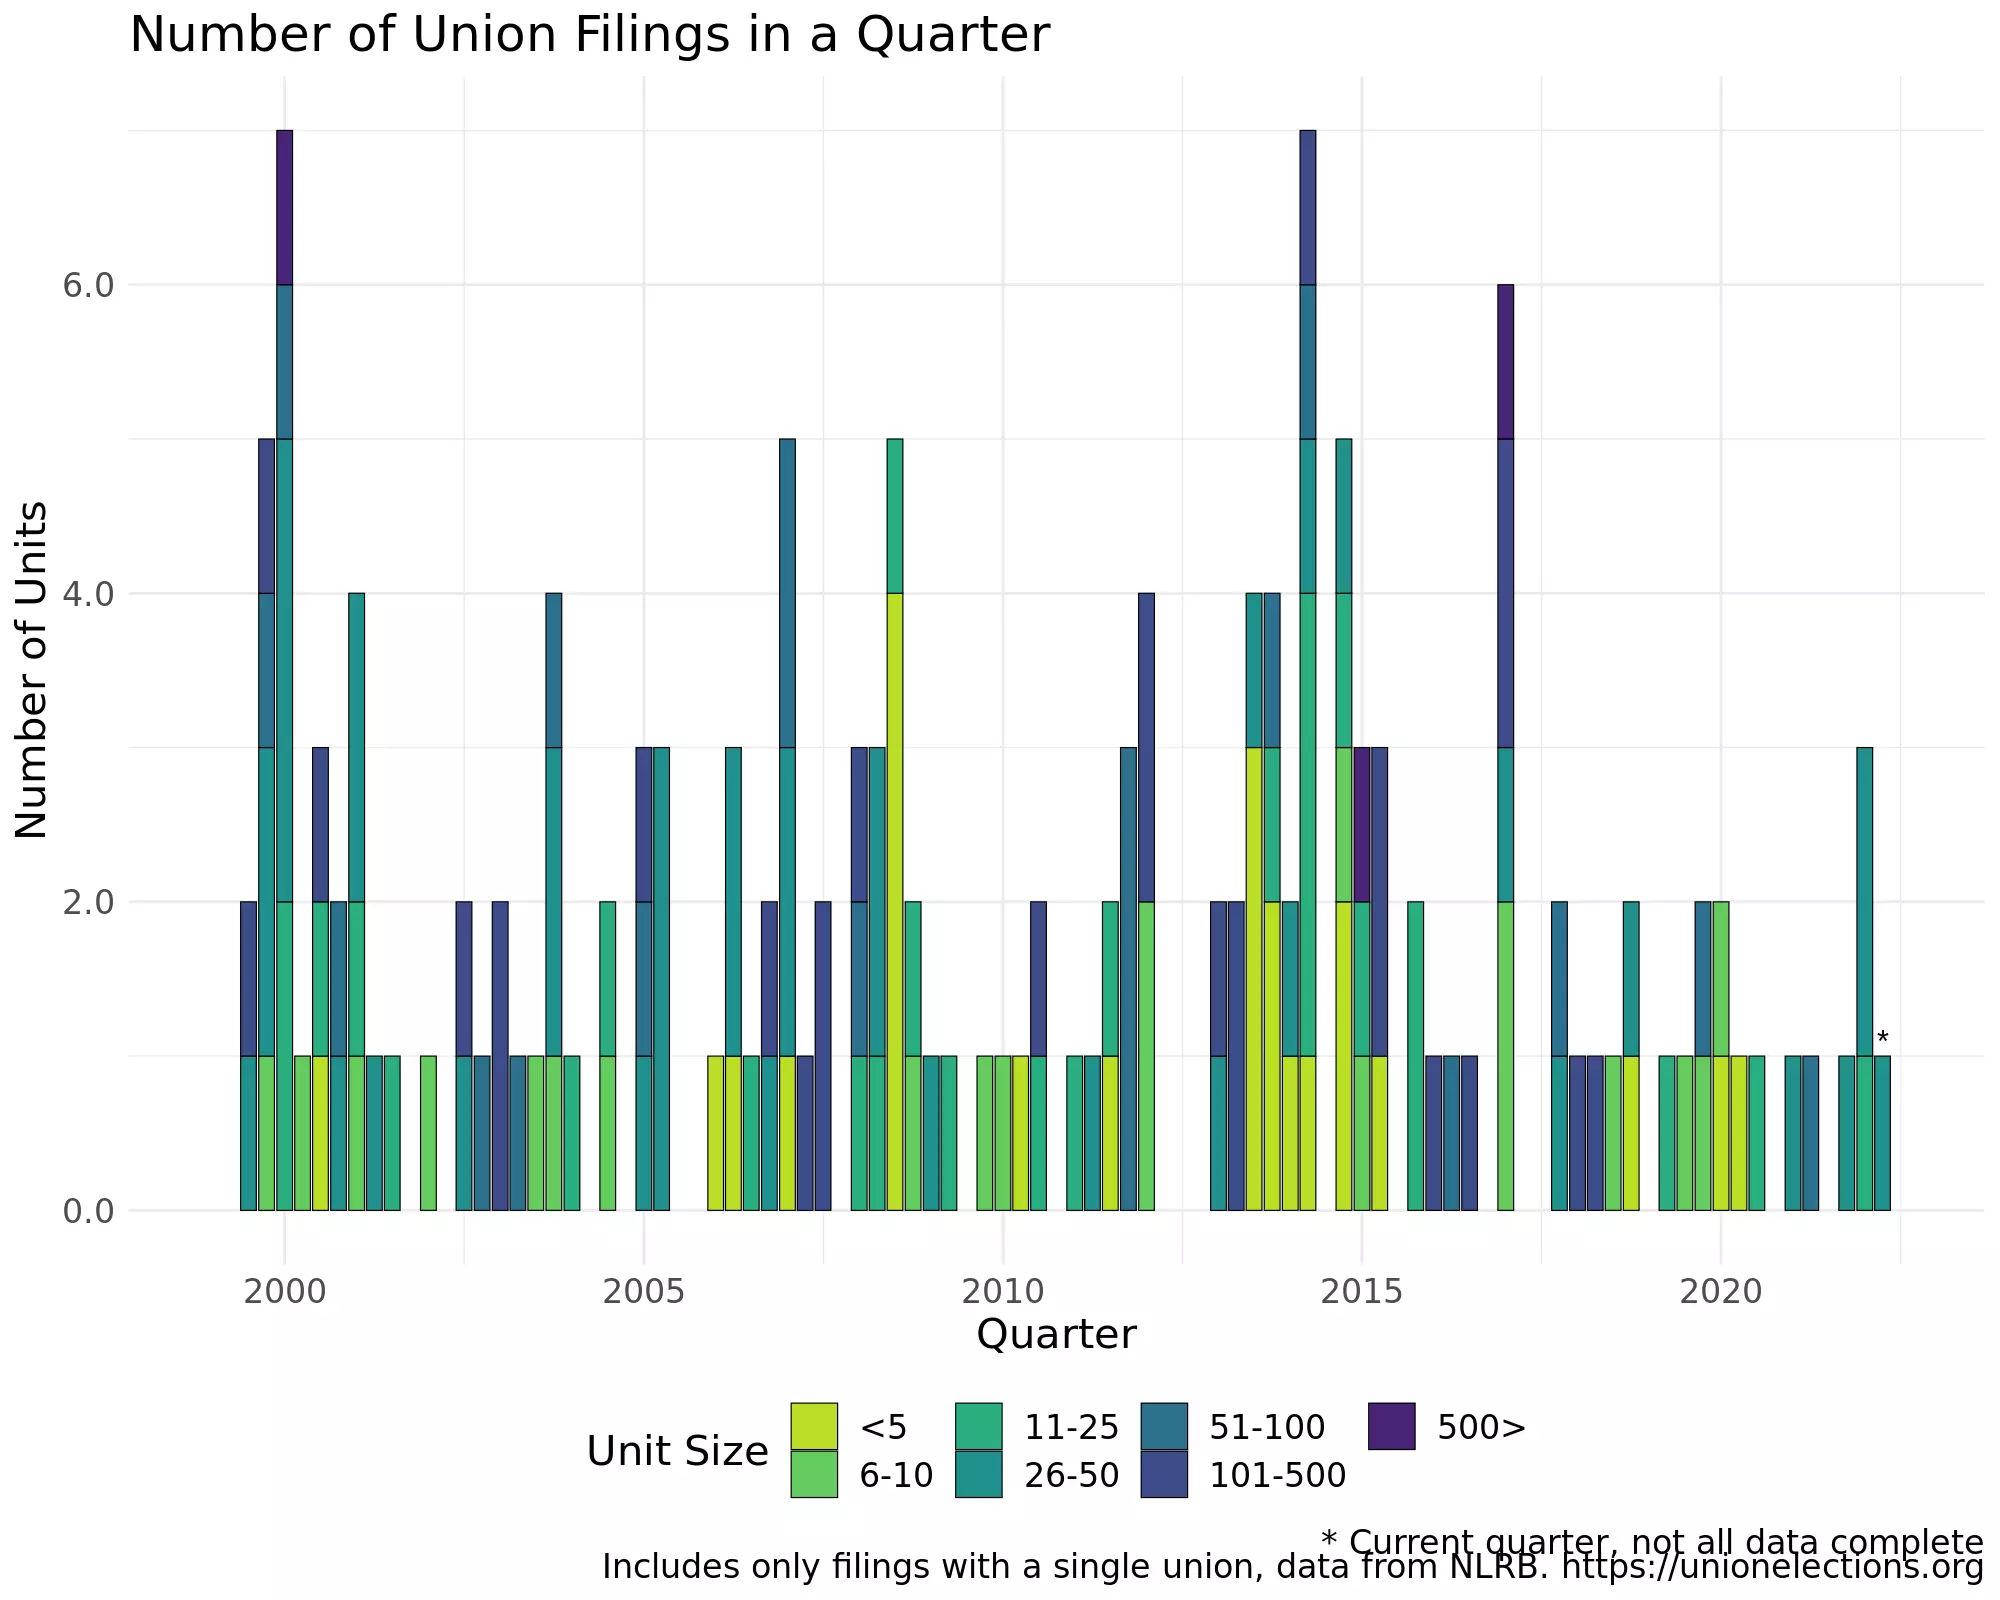 Number of Union Filings in a Quarter
Number of Units
6.0
4.0
2.0
0.0
*
2000 2005 2010 2015 2020
Quarter
Unit Size
<5 11-25 51-100 500>
6-10 26-50 101-500
* Current quarter, not all data complete
Includes only filings with a single union, data from NLRB. https://unionelections.org